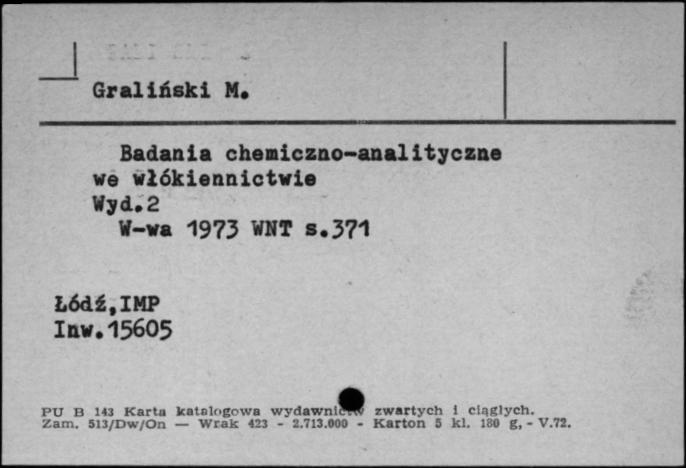 Graliński M.
Badania chemiczno-analityczne
we włókiennictwie
Wyd.2
W-wa 1973 WNT s.371
Łódź,IMP
Inw.15605
PU B 143 Karta katalogowa wydawnictw zwartych i ciągłych.
Zam. 513/Dw/On — Wrak 423 - 2.713.000 - Karton 5 kl. 180 g, - V.72.